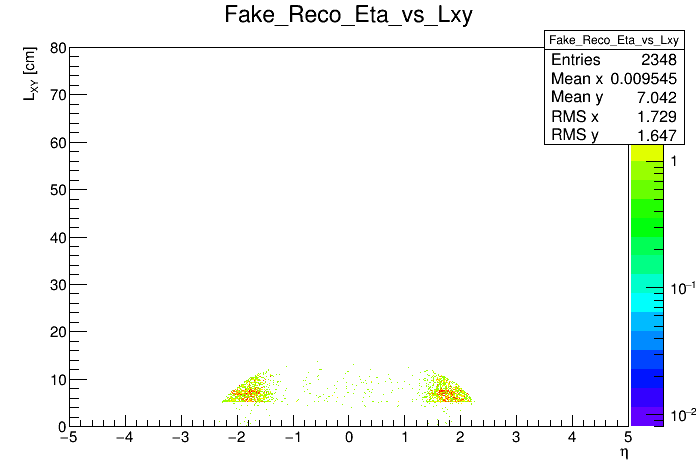 Fake_Reco_Eta_vs_Lxy
Fake_Reco_Eta_vs_Lxy
Entries 2348
Mean x 0.009545
Mean y 7.042
RMS x 1.729
RMS y 1.647
L_XY [cm]
80
70
60
50
40
30
20
10
0
−5 −4 −3 −2 −1 0 1 2 3 4 5
η
1
10⁻¹
10⁻²